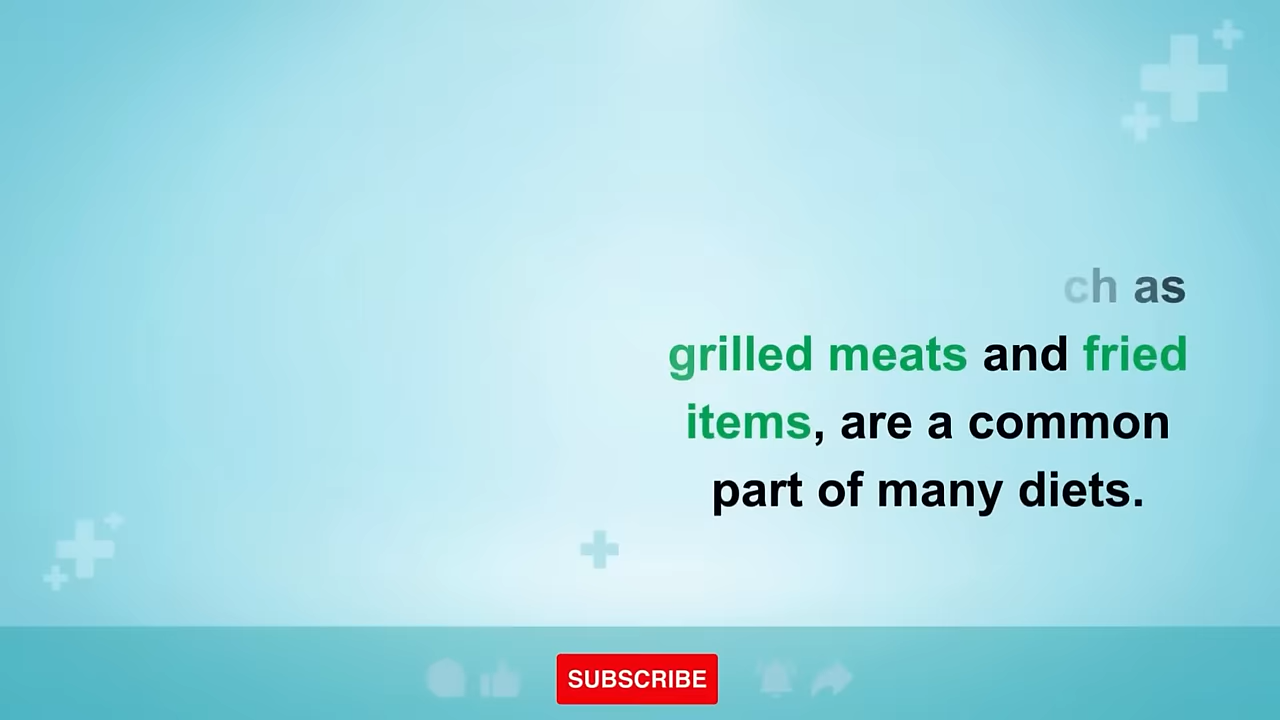 ch as
grilled meats and fried
items, are a common
part of many diets.
SUBSCRIBE